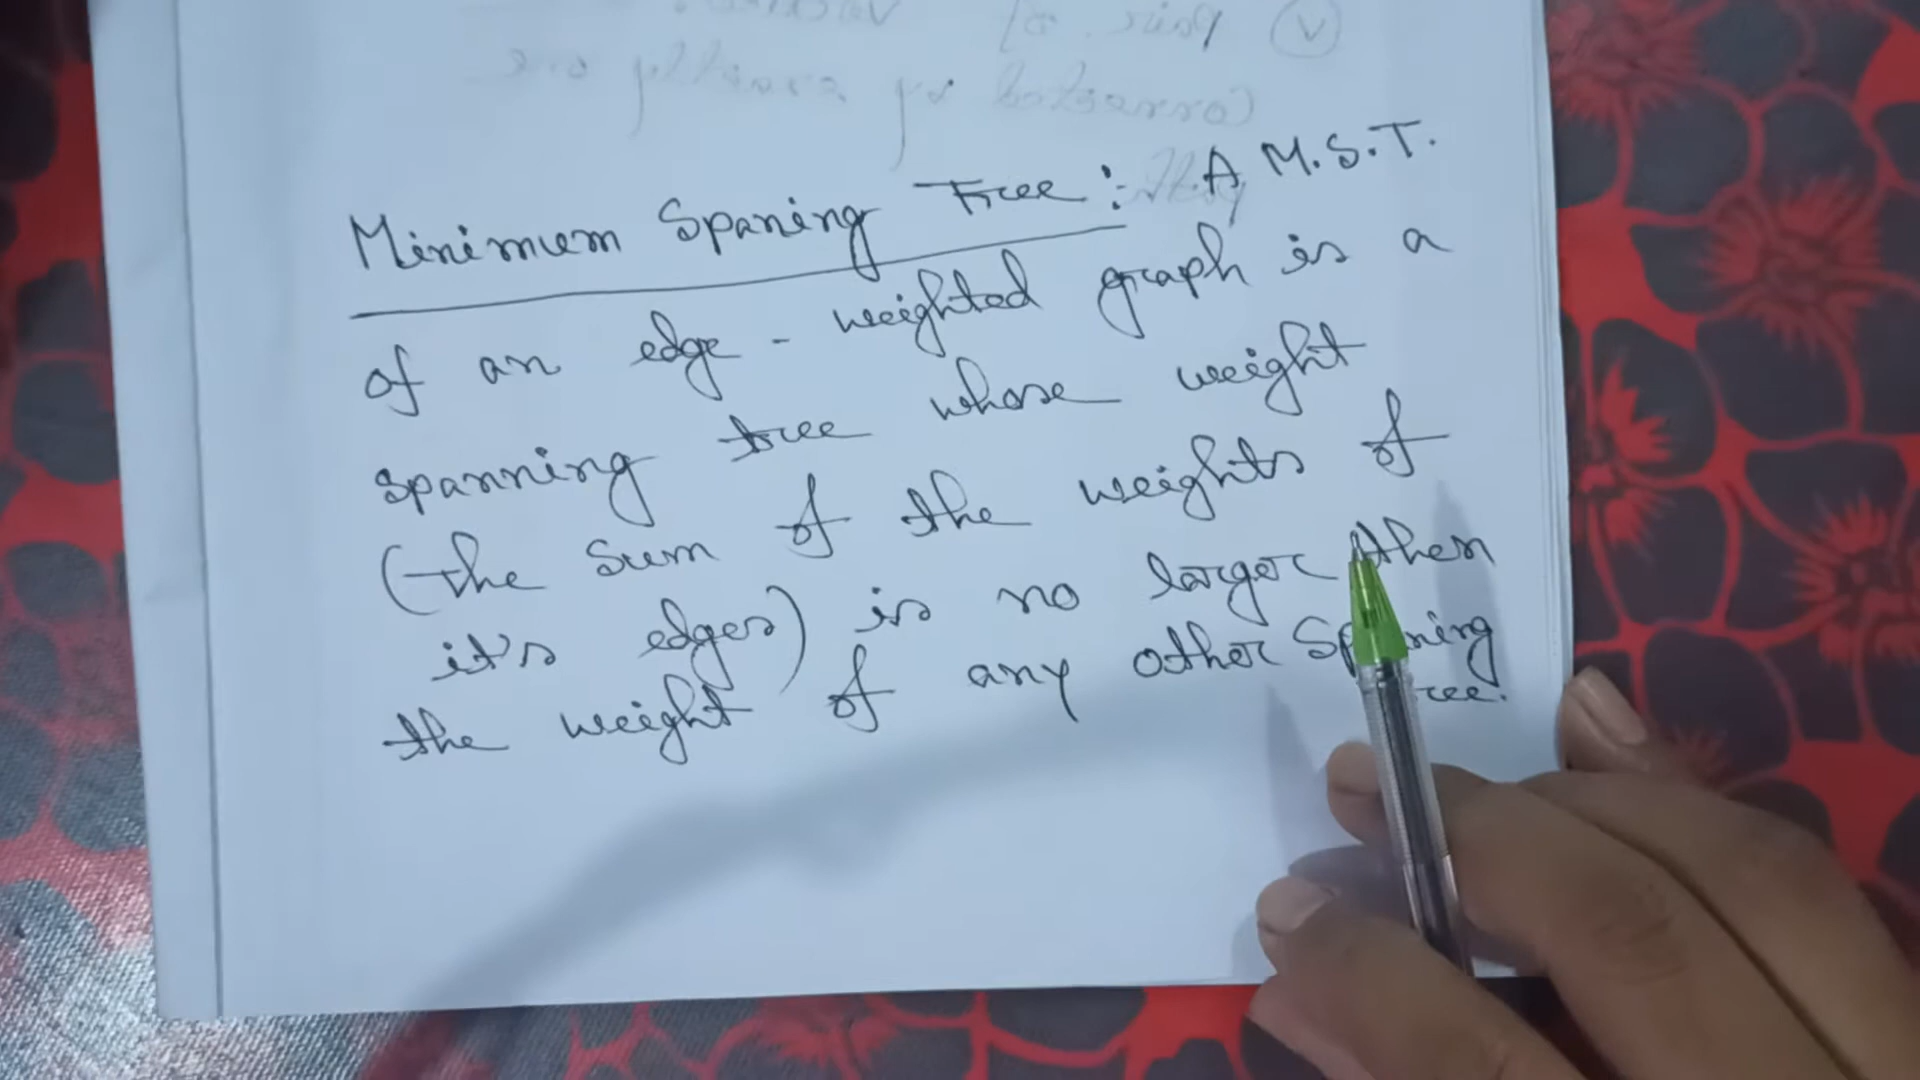 Minimum Spaning Tree :- A M.S.T.
of an edge - weighted graph is a
spanning tree whose weight
(the sum of the weights of
it's edges) is no larger then
the weight of any other Spaning
tree.